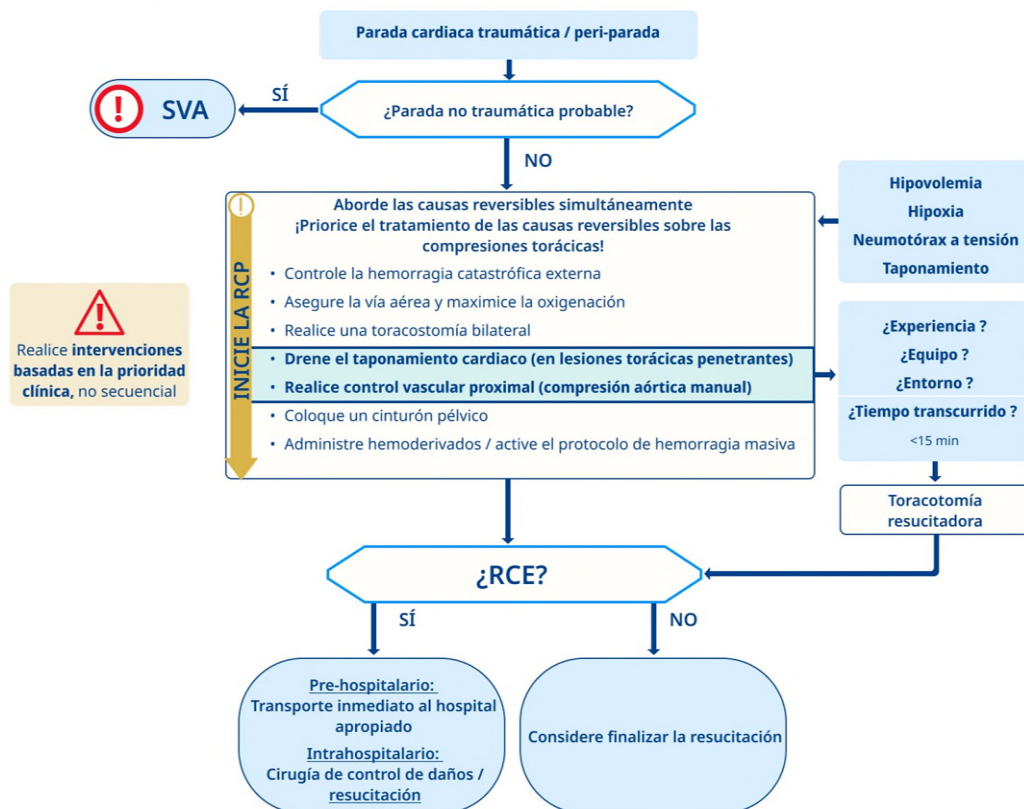 Parada cardiaca traumática / peri-parada
SÍ
! SVA
¿Parada no traumática probable?
NO
Hipovolemia
Hipoxia
Neumotórax a tensión
Taponamiento
!
INICIE LA RCP
Aborde las causas reversibles simultáneamente
¡Priorice el tratamiento de las causas reversibles sobre las
compresiones torácicas!
• Controle la hemorragia catastrófica externa
• Asegure la vía aérea y maximice la oxigenación
• Realice una toracostomía bilateral
• Drene el taponamiento cardiaco (en lesiones torácicas penetrantes)
• Realice control vascular proximal (compresión aórtica manual)
• Coloque un cinturón pélvico
• Administre hemoderivados / active el protocolo de hemorragia masiva
!
Realice intervenciones
basadas en la prioridad
clínica, no secuencial
¿Experiencia ?
¿Equipo ?
¿Entorno ?
¿Tiempo transcurrido ?
<15 min
Toracotomía
resucitadora
¿RCE?
SÍ
NO
Pre-hospitalario:
Transporte inmediato al hospital
apropiado
Intrahospitalario:
Cirugía de control de daños /
resucitación
Considere finalizar la resucitación